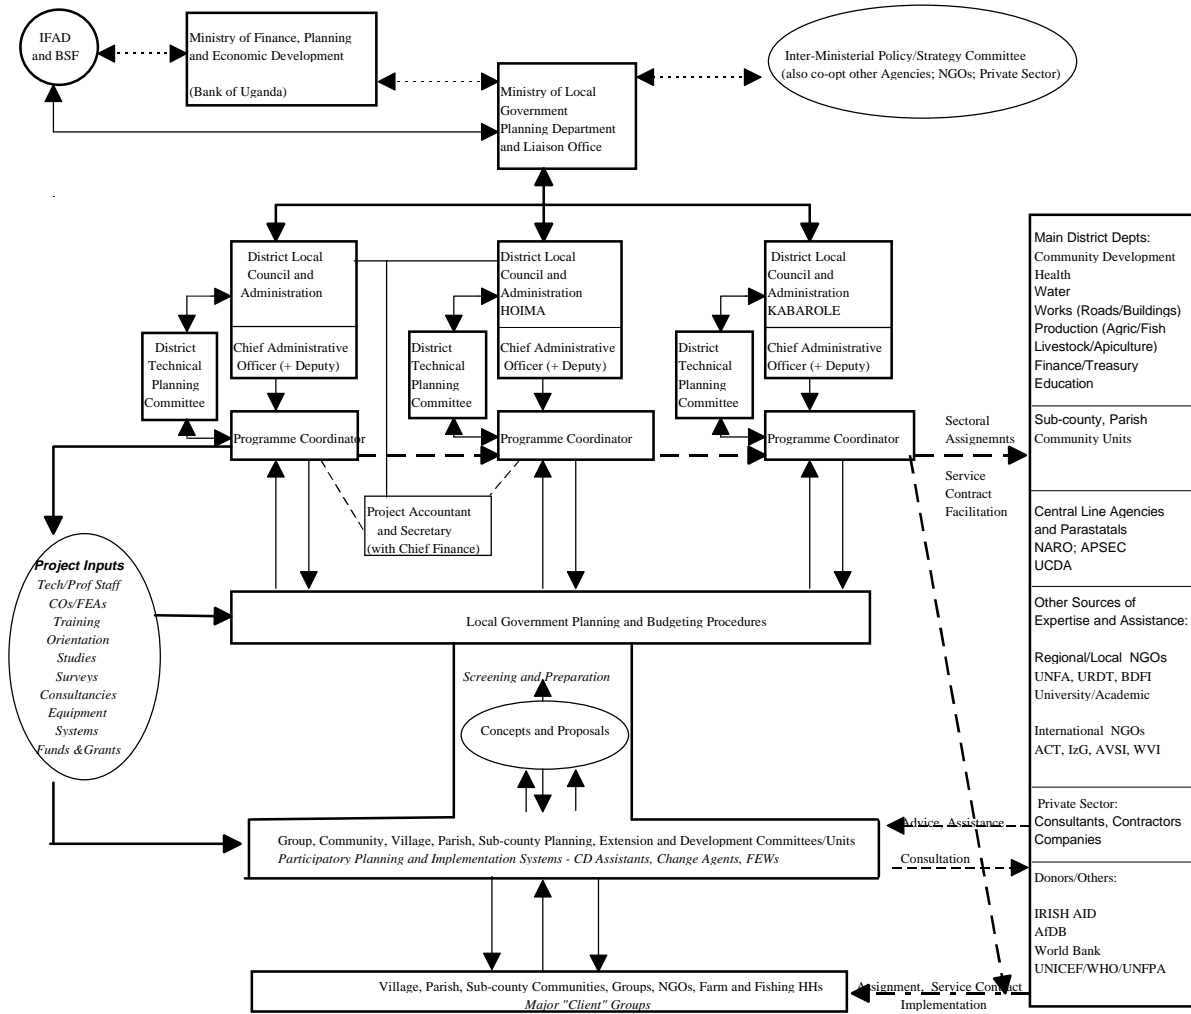 IFAD
and BSF
Ministry of Finance, Planning
and Economic Development
(Bank of Uganda)
Inter-Ministerial Policy/Strategy Committee
(also co-opt other Agencies; NGOs; Private Sector)
Ministry of Local
Government
Planning Department
and Liaison Office
District Local
Council and
Administration
Chief Administrative
Officer (+ Deputy)
District
Technical
Planning
Committee
Programme Coordinator
District Local
Council and
Administration
HOIMA
Chief Administrative
Officer (+ Deputy)
District
Technical
Planning
Committee
Programme Coordinator
District Local
Council and
Administration
KABAROLE
Chief Administrative
Officer (+ Deputy)
District
Technical
Planning
Committee
Programme Coordinator
Sectoral
Assignemnts
Service
Contract
Facilitation
Project Accountant
and Secretary
(with Chief Finance)
Project Inputs
Tech/Prof Staff
COs/FEAs
Training
Orientation
Studies
Surveys
Consultancies
Equipment
Systems
Funds &Grants
Local Government Planning and Budgeting Procedures
Screening and Preparation
Concepts and Proposals
Group, Community, Village, Parish, Sub-county Planning, Extension and Development Committees/Units
Participatory Planning and Implementation Systems - CD Assistants, Change Agents, FEWs
Advice, Assistance
Consultation
Village, Parish, Sub-county Communities, Groups, NGOs, Farm and Fishing HHs
Major "Client" Groups
Assignment, Service Contract
Implementation
Main District Depts:
Community Development
Health
Water
Works (Roads/Buildings)
Production (Agric/Fish
Livestock/Apiculture)
Finance/Treasury
Education
Sub-county, Parish
Community Units
Central Line Agencies
and Parastatals
NARO; APSEC
UCDA
Other Sources of
Expertise and Assistance:
Regional/Local NGOs
UNFA, URDT, BDFI
University/Academic
International NGOs
ACT, IzG, AVSI, WVI
Private Sector:
Consultants, Contractors
Companies
Donors/Others:
IRISH AID
AfDB
World Bank
UNICEF/WHO/UNFPA